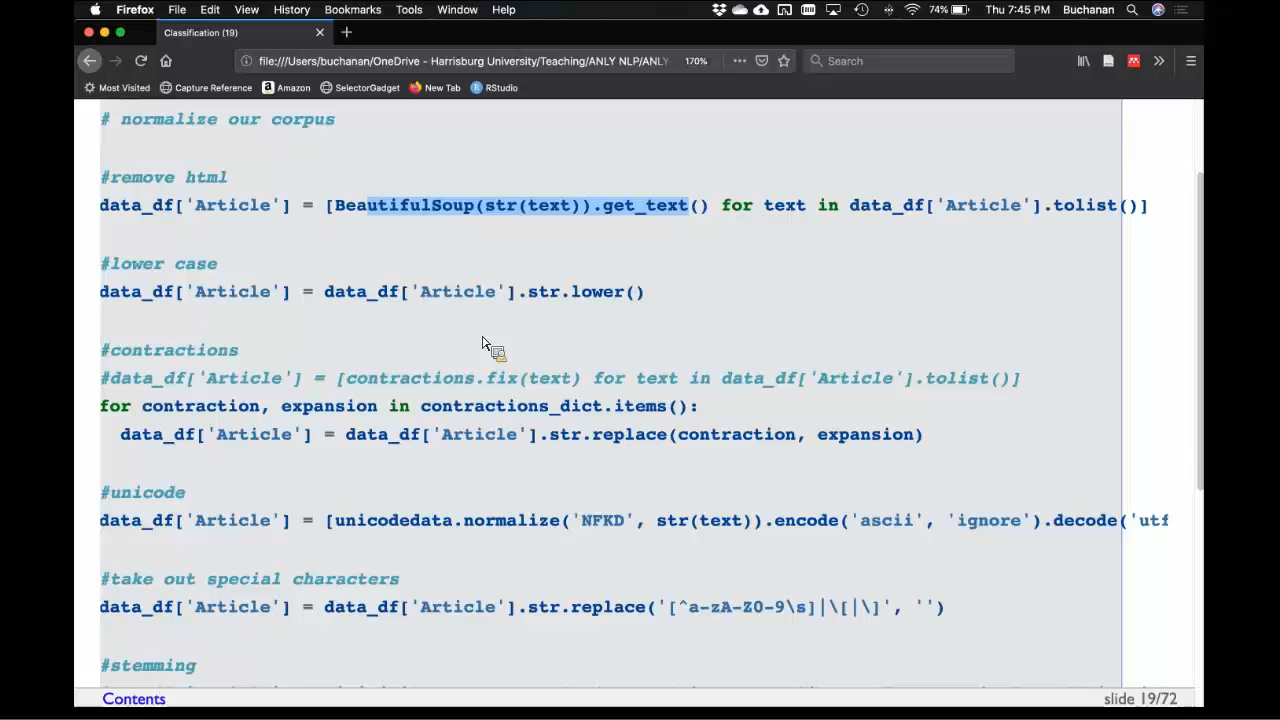 Firefox File Edit View History Bookmarks Tools Window Help 74% Thu 7:45 PM Buchanan
Classification (19)
file:///Users/buchanan/OneDrive - Harrisburg University/Teaching/ANLY NLP/ANLY 170% Search
Most Visited Capture Reference Amazon SelectorGadget New Tab RStudio
# normalize our corpus
#remove html
data_df['Article'] = [BeautifulSoup(str(text)).get_text() for text in data_df['Article'].tolist()]
#lower case
data_df['Article'] = data_df['Article'].str.lower()
#contractions
#data_df['Article'] = [contractions.fix(text) for text in data_df['Article'].tolist()]
for contraction, expansion in contractions_dict.items():
data_df['Article'] = data_df['Article'].str.replace(contraction, expansion)
#unicode
data_df['Article'] = [unicodedata.normalize('NFKD', str(text)).encode('ascii', 'ignore').decode('utf
#take out special characters
data_df['Article'] = data_df['Article'].str.replace('[^a-zA-Z0-9\s]|\[|\]', '')
#stemming
Contents slide 19/72